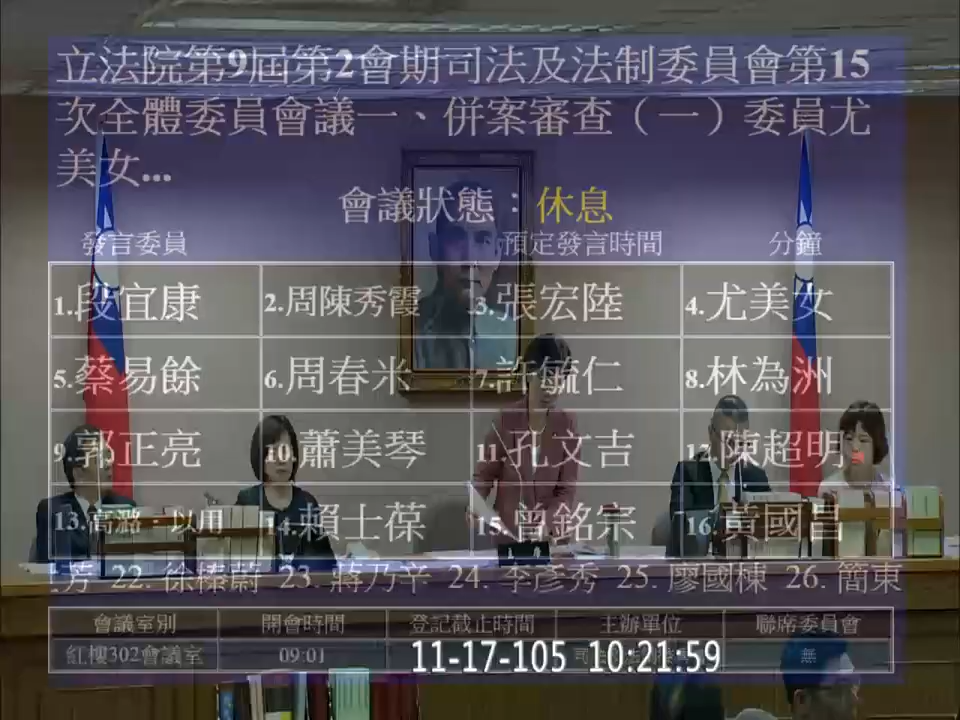 立法院第9屆第2會期司法及法制委員會第15
次全體委員會議一、併案審查（一）委員尤
美女...
會議狀態：休息
發言委員 預定發言時間 分鐘
1.段宜康 2.周陳秀霞 3.張宏陸 4.尤美女
5.蔡易餘 6.周春米 7.許毓仁 8.林為洲
9.郭正亮 10.蕭美琴 11.孔文吉 12.陳超明
13.高潞．以用 14.賴士葆 15.曾銘宗 16.黃國昌
芳 22. 徐榛蔚 23. 蔣乃辛 24. 李彥秀 25. 廖國棟 26. 簡東
會議室別 開會時間 登記截止時間 主辦單位 聯席委員會
紅樓302會議室 09:01 無
11-17-105 10:21:59